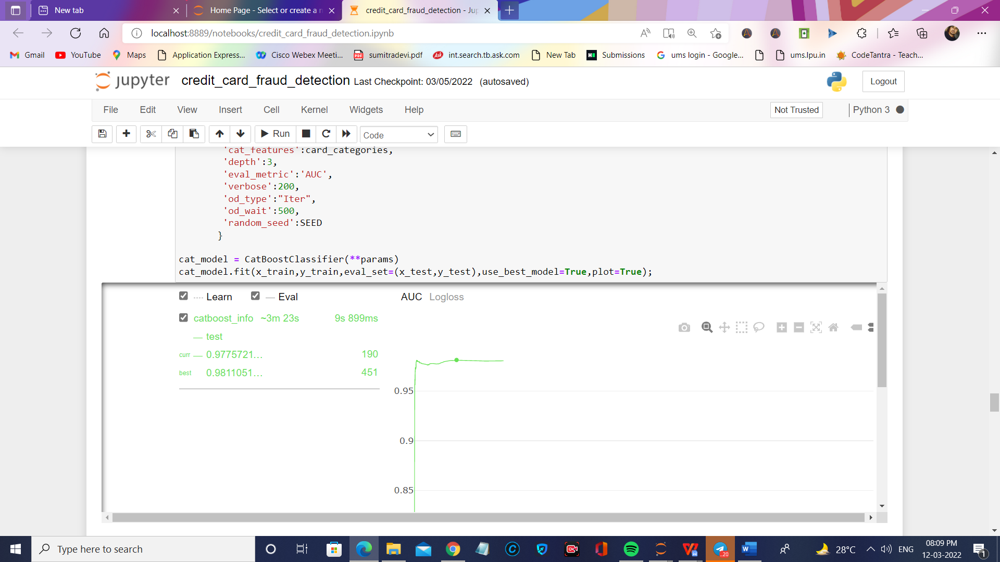 New tab
Home Page - Select or create a n
credit_card_fraud_detection - Jup
localhost:8889/notebooks/credit_card_fraud_detection.ipynb
Gmail
YouTube
Maps
Application Express...
Cisco Webex Meeti...
sumitradevi.pdf
int.search.tb.ask.com
New Tab
Submissions
ums login - Google...
ums.lpu.in
CodeTantra - Teach...
jupyter
credit_card_fraud_detection Last Checkpoint: 03/05/2022 (autosaved)
Logout
File Edit View Insert Cell Kernel Widgets Help
Not Trusted
Python 3
Run
Code
'cat_features':card_categories,
'depth':3,
'eval_metric':'AUC',
'verbose':200,
'od_type':"Iter",
'od_wait':500,
'random_seed':SEED
}
cat_model = CatBoostClassifier(**params)
cat_model.fit(x_train,y_train,eval_set=(x_test,y_test),use_best_model=True,plot=True);
Learn
Eval
AUC Logloss
catboost_info ~3m 23s 9s 899ms
test
curr 0.9775721... 190
best 0.9811051... 451
0.95
0.9
0.85
Type here to search
28°C
ENG
08:09 PM
12-03-2022